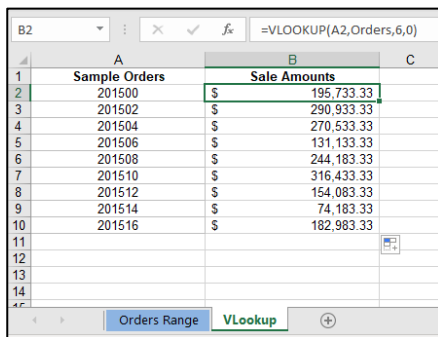 B2 fx =VLOOKUP(A2,Orders,6,0)
A B C
1 Sample Orders Sale Amounts
2 201500 $ 195,733.33
3 201502 $ 290,933.33
4 201504 $ 270,533.33
5 201506 $ 131,133.33
6 201508 $ 244,183.33
7 201510 $ 316,433.33
8 201512 $ 154,083.33
9 201514 $ 74,183.33
10 201516 $ 182,983.33
11
12
13
14
15
Orders Range VLookup